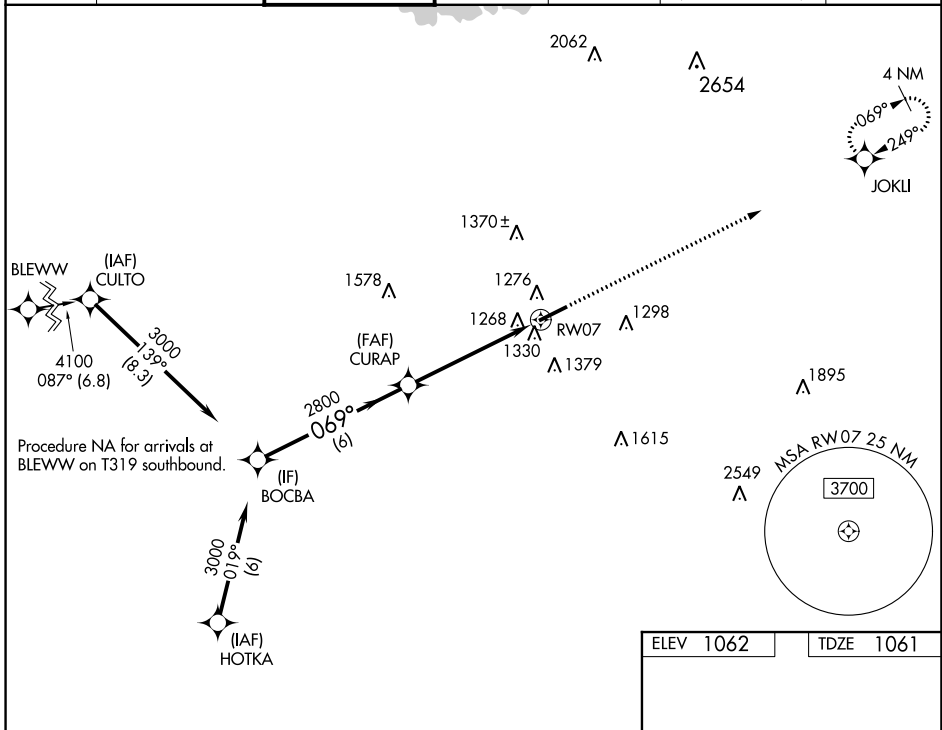 2062
2654
4 NM
069°
249°
JOKLI
1370±
BLEWW
(IAF)
CULTO
1578
1276
1268
RW07
1298
1330
(FAF)
CURAP
1379
4100
087° (6.8)
3000
139°
(8.3)
1895
2800
069°
(6)
Procedure NA for arrivals at
BLEWW on T319 southbound.
1615
MSA RW07 25 NM
3700
2549
(IF)
BOCBA
3000
019°
(6)
(IAF)
HOTKA
ELEV 1062
TDZE 1061